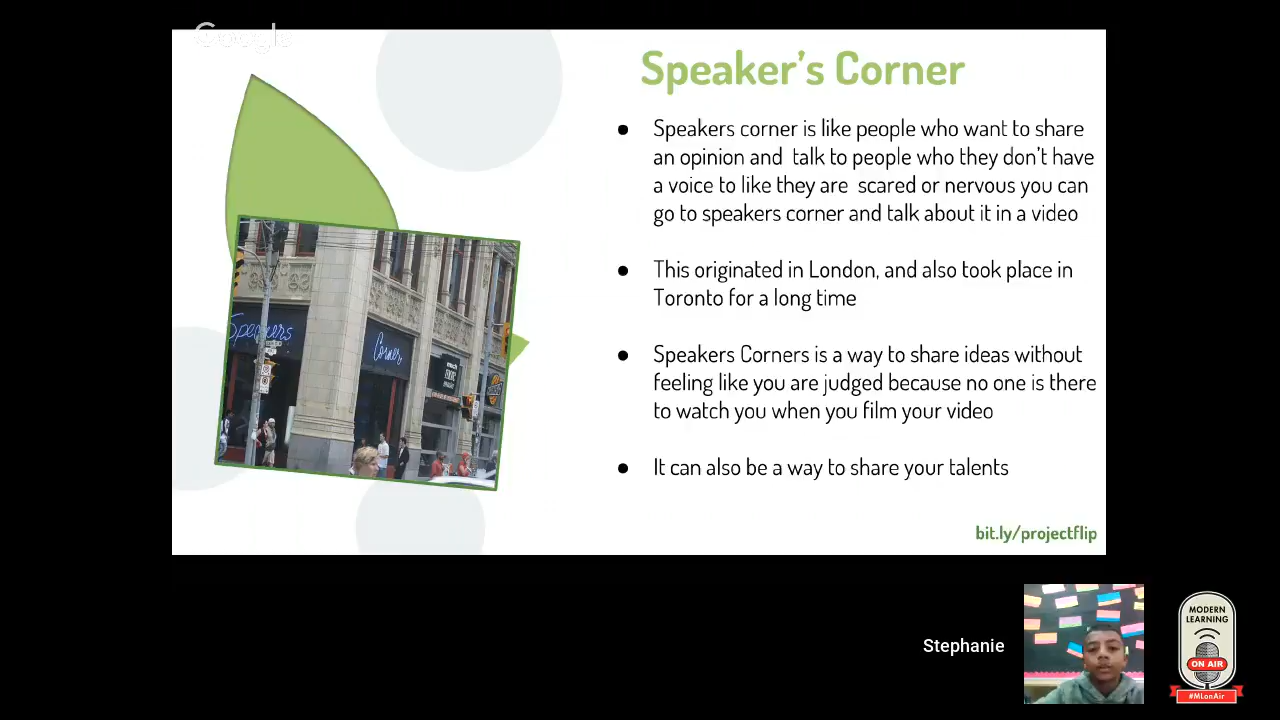 Google
Speaker's Corner
● Speakers corner is like people who want to share
an opinion and talk to people who they don't have
a voice to like they are scared or nervous you can
go to speakers corner and talk about it in a video
● This originated in London, and also took place in
Toronto for a long time
● Speakers Corners is a way to share ideas without
feeling like you are judged because no one is there
to watch you when you film your video
● It can also be a way to share your talents
bit.ly/projectflip
Speakers
Corner
Stephanie
MODERN
LEARNING
ON AIR
#MLonAir